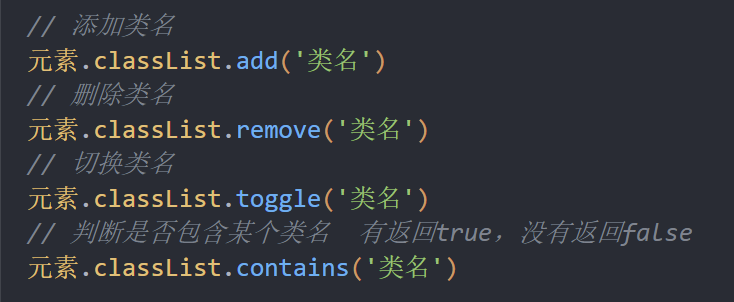 // 添加类名
元素.classList.add('类名')
// 删除类名
元素.classList.remove('类名')
// 切换类名
元素.classList.toggle('类名')
// 判断是否包含某个类名  有返回true，没有返回false
元素.classList.contains('类名')